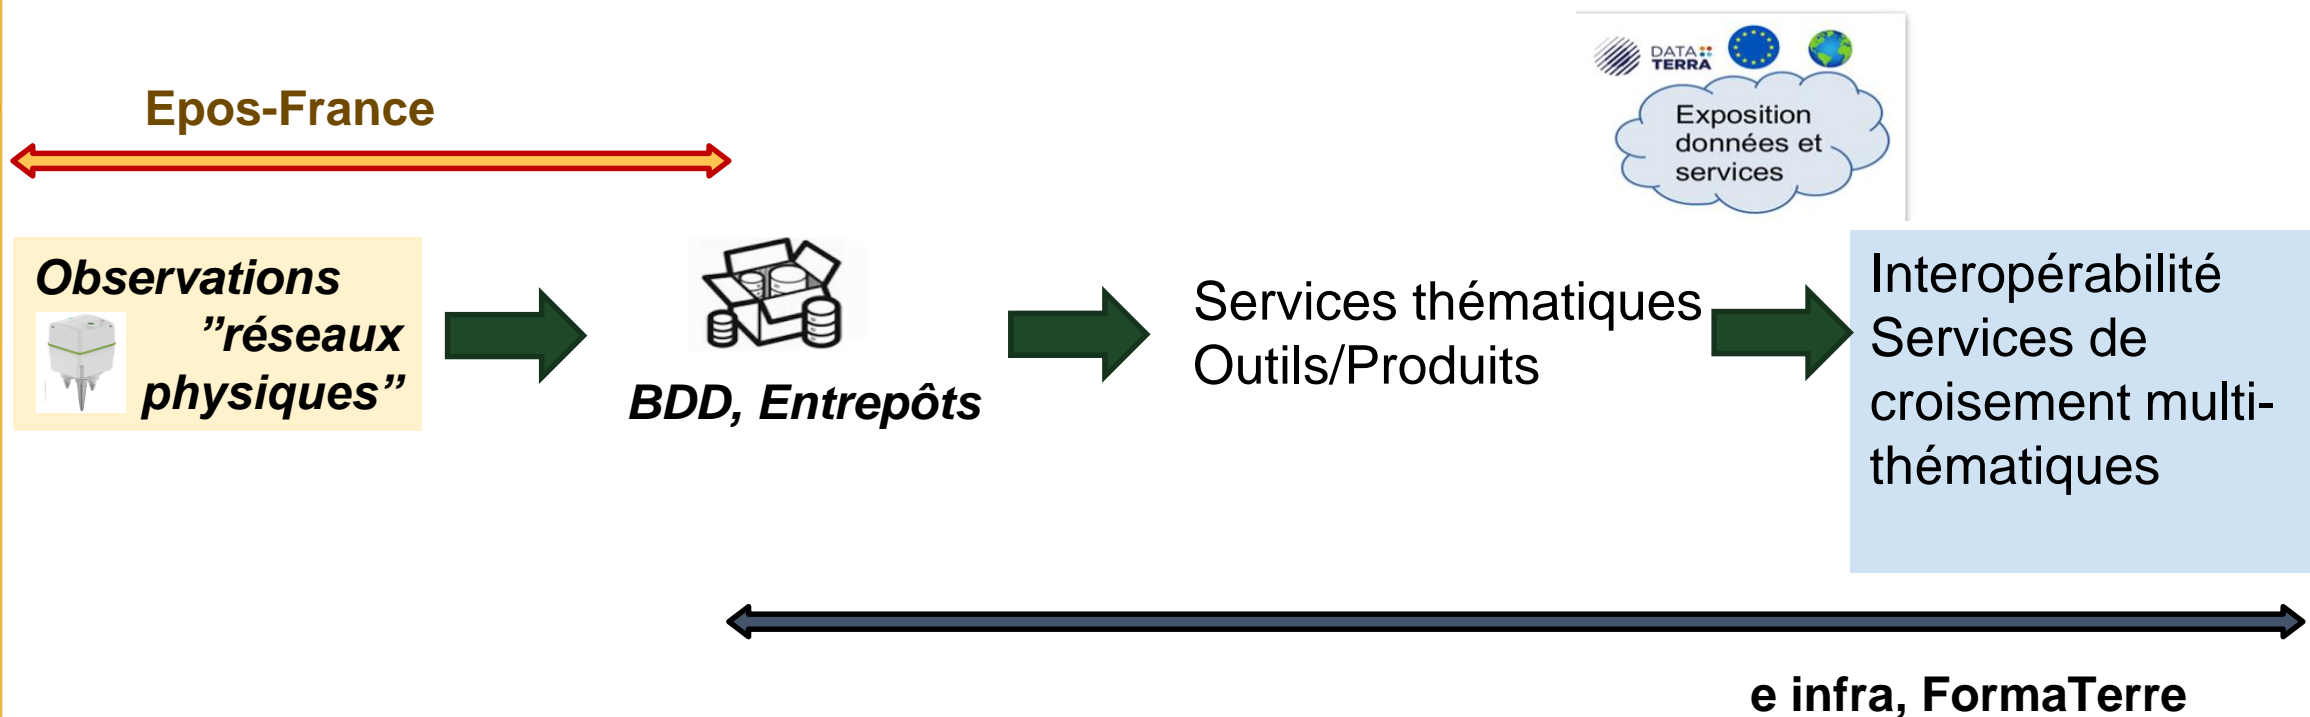 DATA
TERRA
Exposition
données et
services
Epos-France
Observations
”réseaux
physiques”
BDD, Entrepôts
Services thématiques
Outils/Produits
Interopérabilité
Services de
croisement multi-
thématiques
e infra, FormaTerre